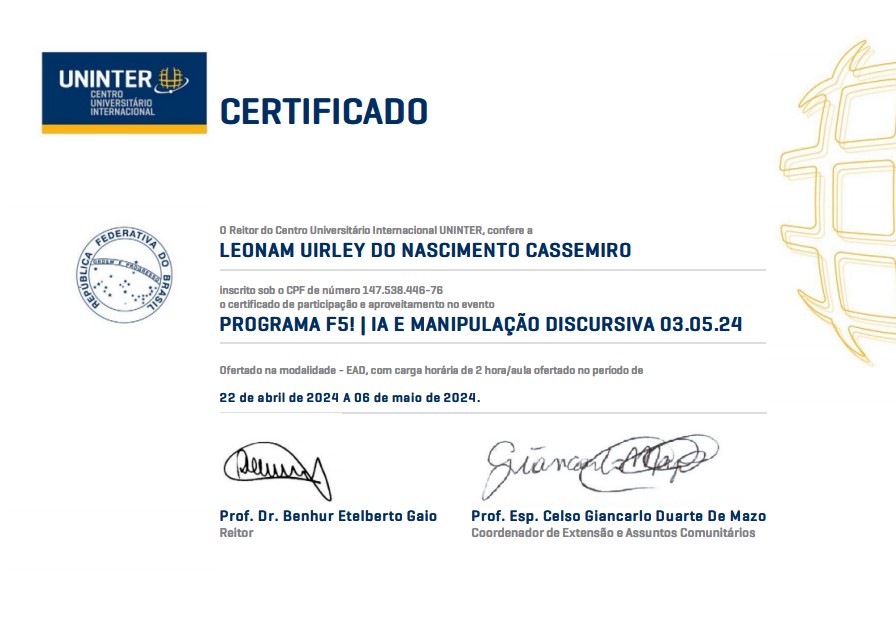 UNINTER
CENTRO
UNIVERSITÁRIO
INTERNACIONAL
CERTIFICADO
REPÚBLICA FEDERATIVA DO BRASIL
ORDEM E PROGRESSO
O Reitor do Centro Universitário Internacional UNINTER, confere a
LEONAM UIRLEY DO NASCIMENTO CASSEMIRO
inscrito sob o CPF de número 147.538.446-76
o certificado de participação e aproveitamento no evento
PROGRAMA F5! | IA E MANIPULAÇÃO DISCURSIVA 03.05.24
Ofertado na modalidade - EAD, com carga horária de 2 hora/aula ofertado no período de
22 de abril de 2024 A 06 de maio de 2024.
Prof. Dr. Benhur Etelberto Gaio
Reitor
Prof. Esp. Celso Giancarlo Duarte De Mazo
Coordenador de Extensão e Assuntos Comunitários